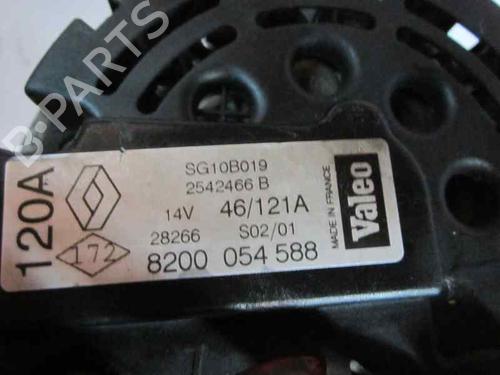 B-PARTS
120A
172
SG10B019
2542466 B
14V 46/121A
28266 S02/01
8200 054 588
Valeo
MADE IN FRANCE